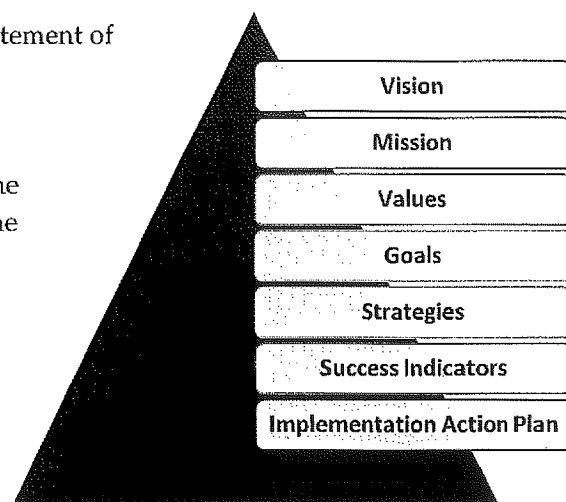 tement of
Vision
Mission
ne
Values
ne
Goals
Strategies
Success Indicators
Implementation Action Plan